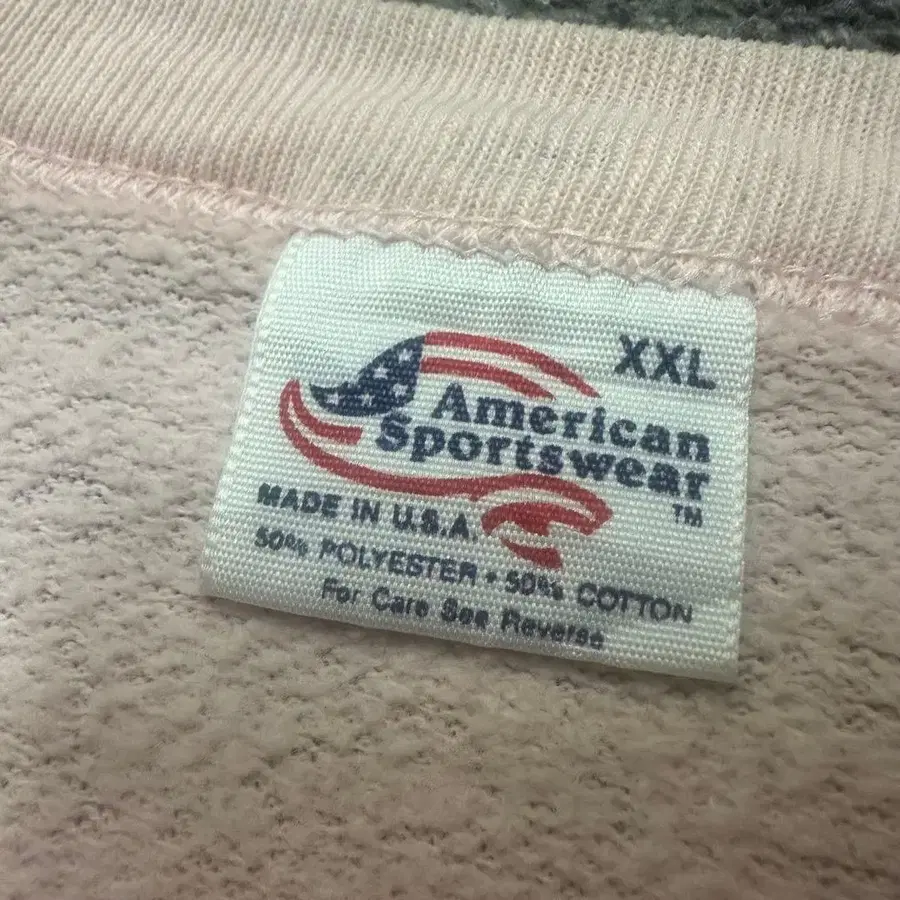 XXL
American
Sportswear
TM
MADE IN U.S.A.
50% POLYESTER • 50% COTTON
For Care See Reverse